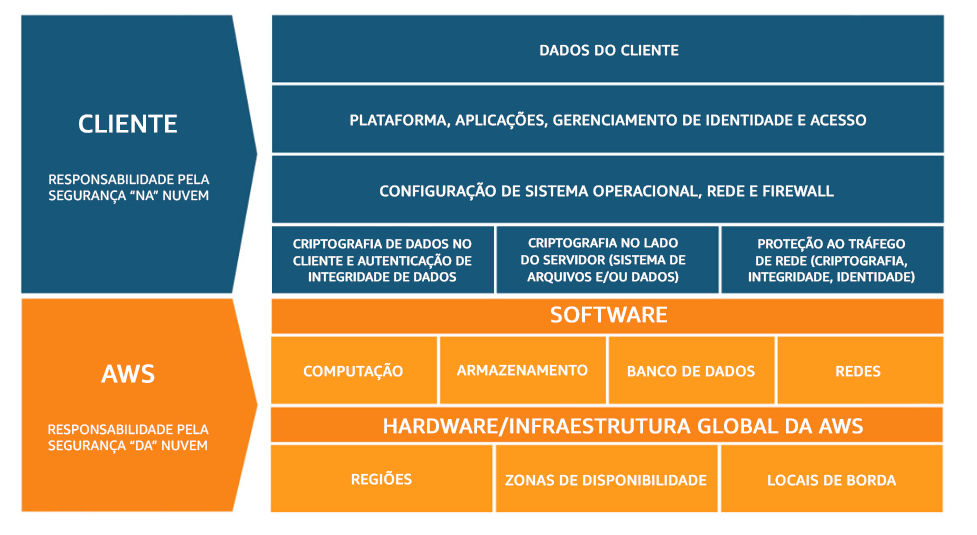 CLIENTE
RESPONSABILIDADE PELA
SEGURANÇA “NA” NUVEM
DADOS DO CLIENTE
PLATAFORMA, APLICAÇÕES, GERENCIAMENTO DE IDENTIDADE E ACESSO
CONFIGURAÇÃO DE SISTEMA OPERACIONAL, REDE E FIREWALL
CRIPTOGRAFIA DE DADOS NO
CLIENTE E AUTENTICAÇÃO DE
INTEGRIDADE DE DADOS
CRIPTOGRAFIA NO LADO
DO SERVIDOR (SISTEMA DE
ARQUIVOS E/OU DADOS)
PROTEÇÃO AO TRÁFEGO
DE REDE (CRIPTOGRAFIA,
INTEGRIDADE, IDENTIDADE)
AWS
RESPONSABILIDADE PELA
SEGURANÇA “DA” NUVEM
SOFTWARE
COMPUTAÇÃO
ARMAZENAMENTO
BANCO DE DADOS
REDES
HARDWARE/INFRAESTRUTURA GLOBAL DA AWS
REGIÕES
ZONAS DE DISPONIBILIDADE
LOCAIS DE BORDA